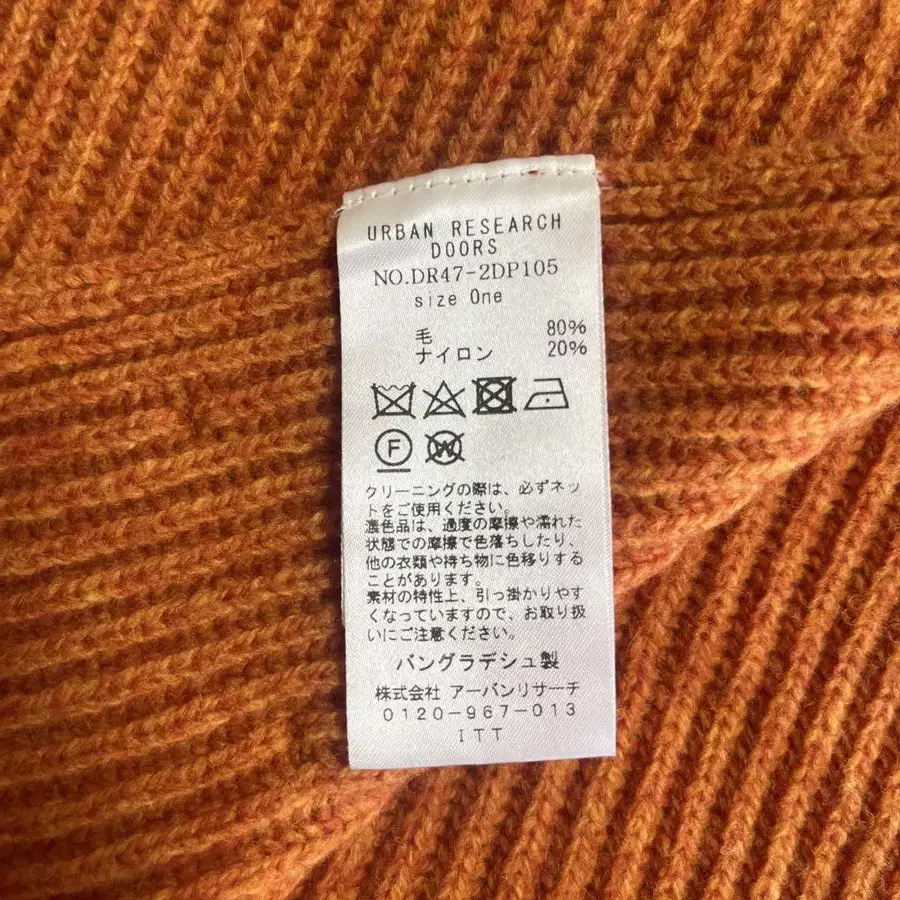 URBAN RESEARCH
DOORS
NO.DR47-2DP105
size One
毛 80%
ナイロン 20%
F W
クリーニングの際は、必ずネッ
トをご使用ください。
濃色品は、過度の摩擦や濡れた
状態での摩擦で色落ちしたり、
他の衣類や持ち物に色移りする
ことがあります。
素材の特性上、引っ掛かりやす
くなっていますので、お取り扱
いにご注意ください。
バングラデシュ製
株式会社 アーバンリサーチ
0120-967-013
ITT